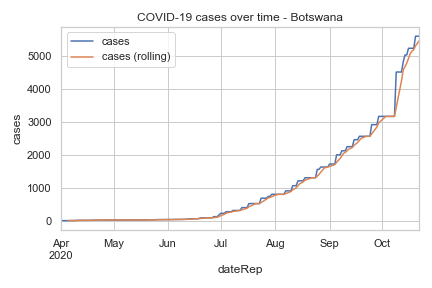 COVID-19 cases over time - Botswana
cases
cases (rolling)
5000
4000
3000
2000
1000
0
cases
Apr May Jun Jul Aug Sep Oct
2020
dateRep